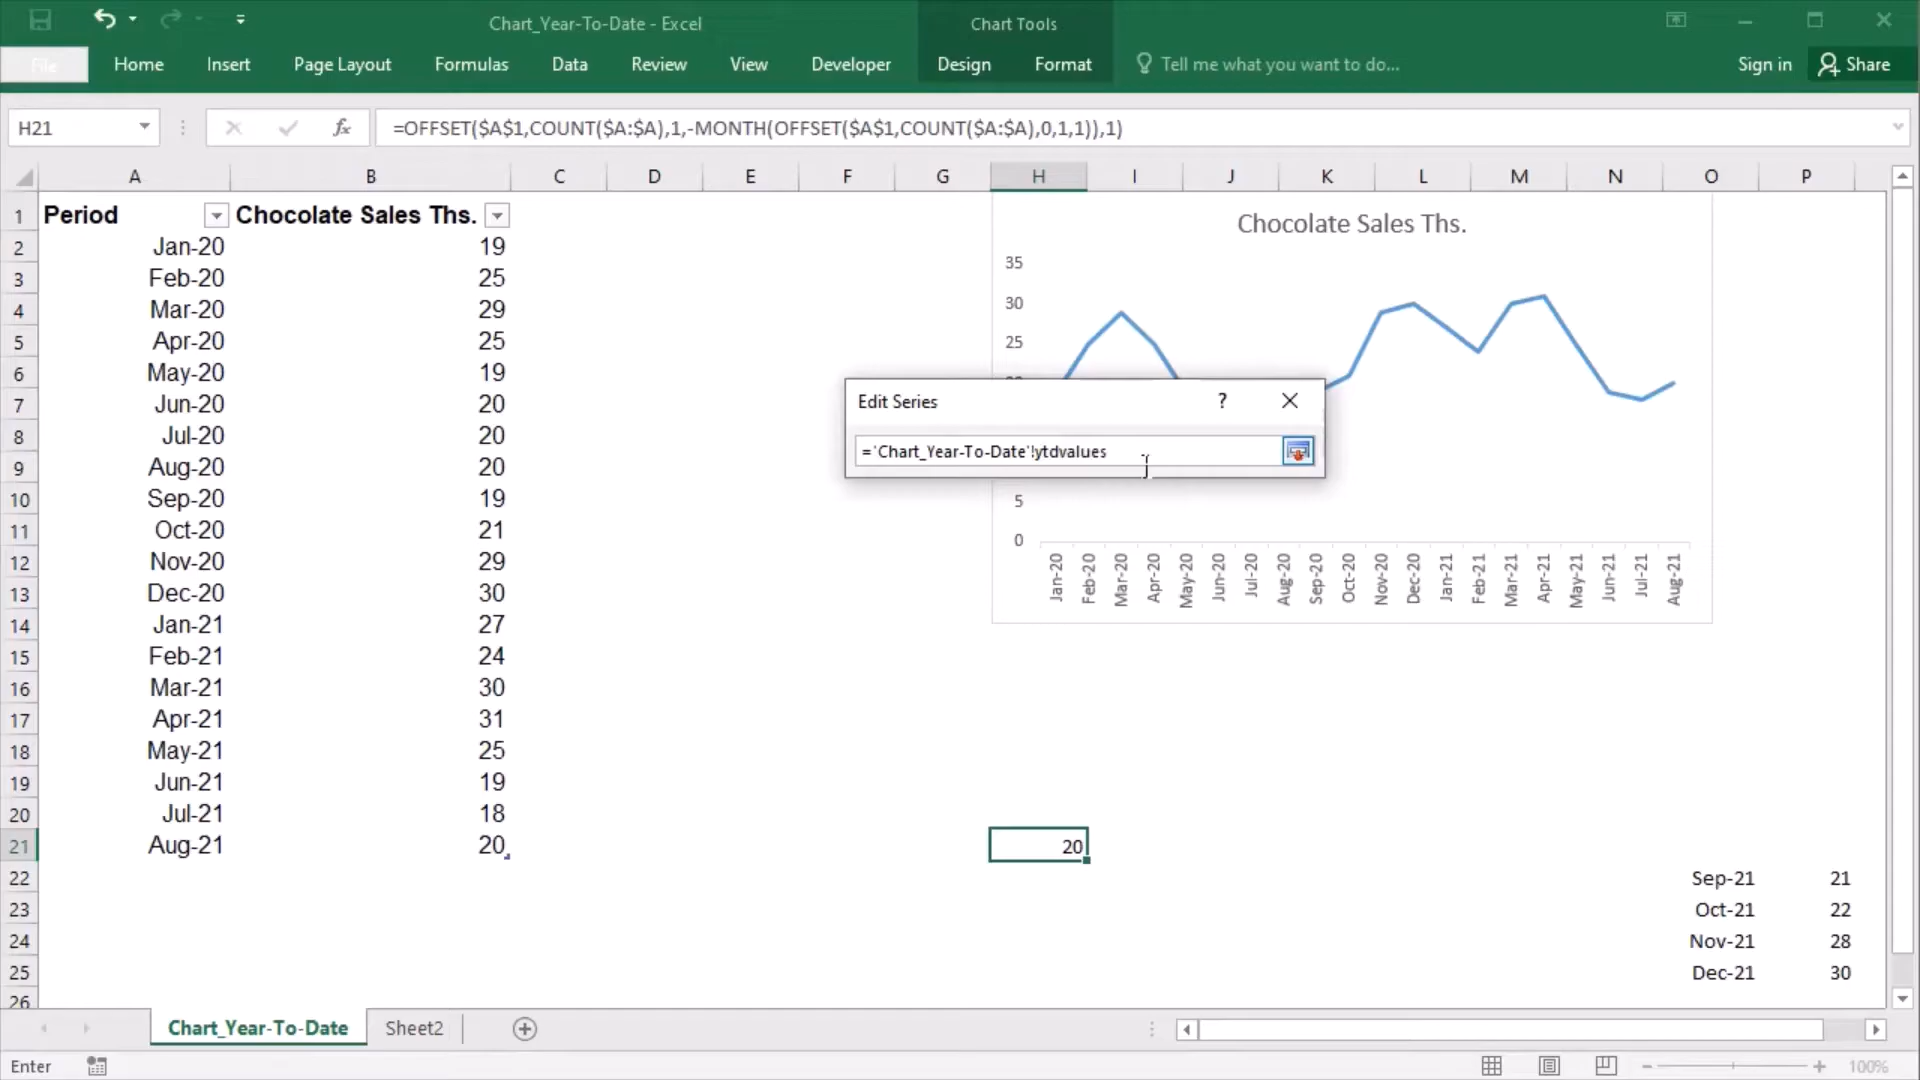 Chart_Year-To-Date - Excel
Chart Tools
File
Home
Insert
Page Layout
Formulas
Data
Review
View
Developer
Design
Format
Tell me what you want to do...
Sign in
Share
H21
fx
=OFFSET($A$1,COUNT($A:$A),1,-MONTH(OFFSET($A$1,COUNT($A:$A),0,1,1)),1)
A B C D E F G H I J K L M N O P
1 Period Chocolate Sales Ths.
2 Jan-20 19
3 Feb-20 25
4 Mar-20 29
5 Apr-20 25
6 May-20 19
7 Jun-20 20
8 Jul-20 20
9 Aug-20 20
10 Sep-20 19
11 Oct-20 21
12 Nov-20 29
13 Dec-20 30
14 Jan-21 27
15 Feb-21 24
16 Mar-21 30
17 Apr-21 31
18 May-21 25
19 Jun-21 19
20 Jul-21 18
21 Aug-21 20 20
22 Sep-21 21
23 Oct-21 22
24 Nov-21 28
25 Dec-21 30
26
Chocolate Sales Ths.
35
30
25
Edit Series
?
='Chart_Year-To-Date'!ytdvalues
5
0
Jan-20
Feb-20
Mar-20
Apr-20
May-20
Jun-20
Jul-20
Aug-20
Sep-20
Oct-20
Nov-20
Dec-20
Jan-21
Feb-21
Mar-21
Apr-21
May-21
Jun-21
Jul-21
Aug-21
Chart_Year-To-Date
Sheet2
Enter
100%